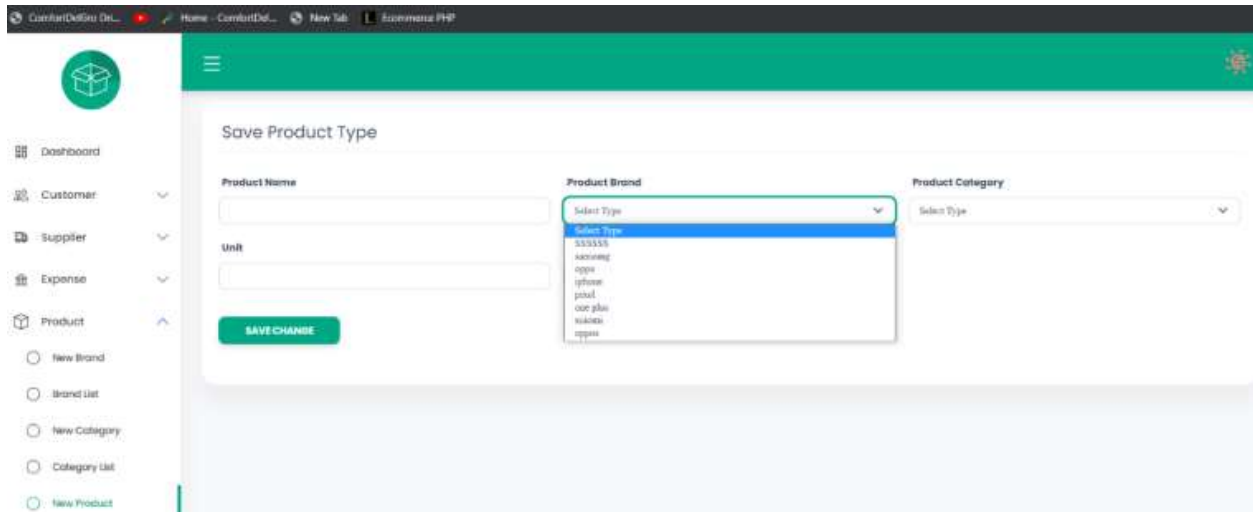 ComfortDelGro Dri...
Home - ComfortDel...
New Tab
Ecommerce PHP
Dashboard
Customer
Supplier
Expense
Product
New Brand
Brand List
New Category
Category List
New Product
Save Product Type
Product Name
Product Brand
Product Category
Select Type
Select Type
Unit
Select Type
SSSSSS
samsung
oppo
iphone
pixel
one plus
SAVE CHANGE